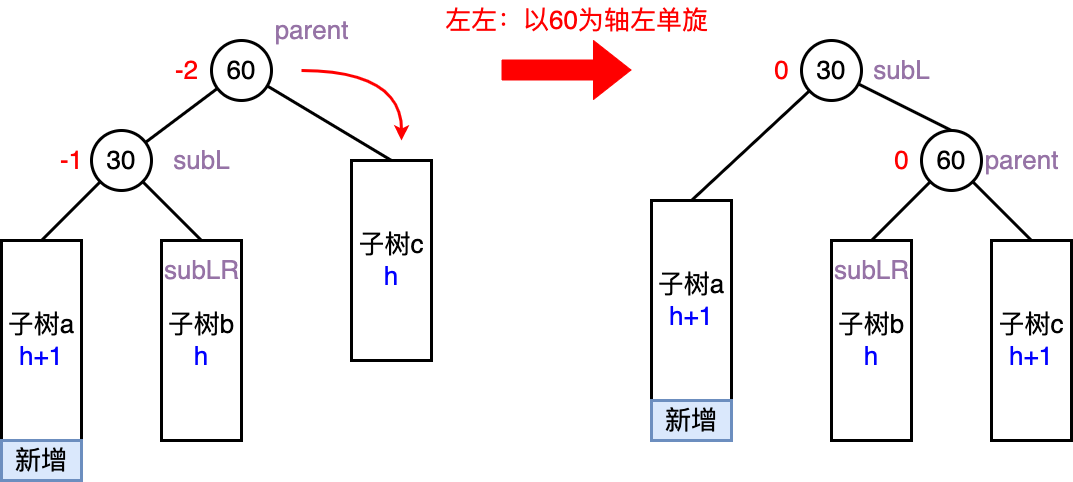 左左：以60为轴左单旋
parent
-2
60
-1
30
subL
子树a
h+1
新增
subLR
子树b
h
子树c
h
0
30
subL
0
60
parent
子树a
h+1
新增
subLR
子树b
h
子树c
h+1